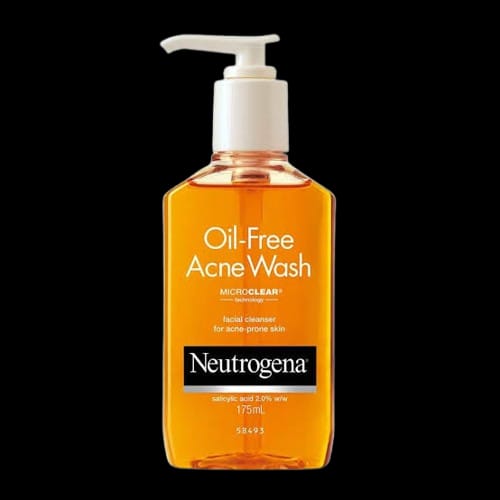 Oil-Free
Acne Wash
MICROCLEAR®
technology
facial cleanser
for acne-prone skin
Neutrogena®
salicylic acid 2.0% w/w
175mL
58493